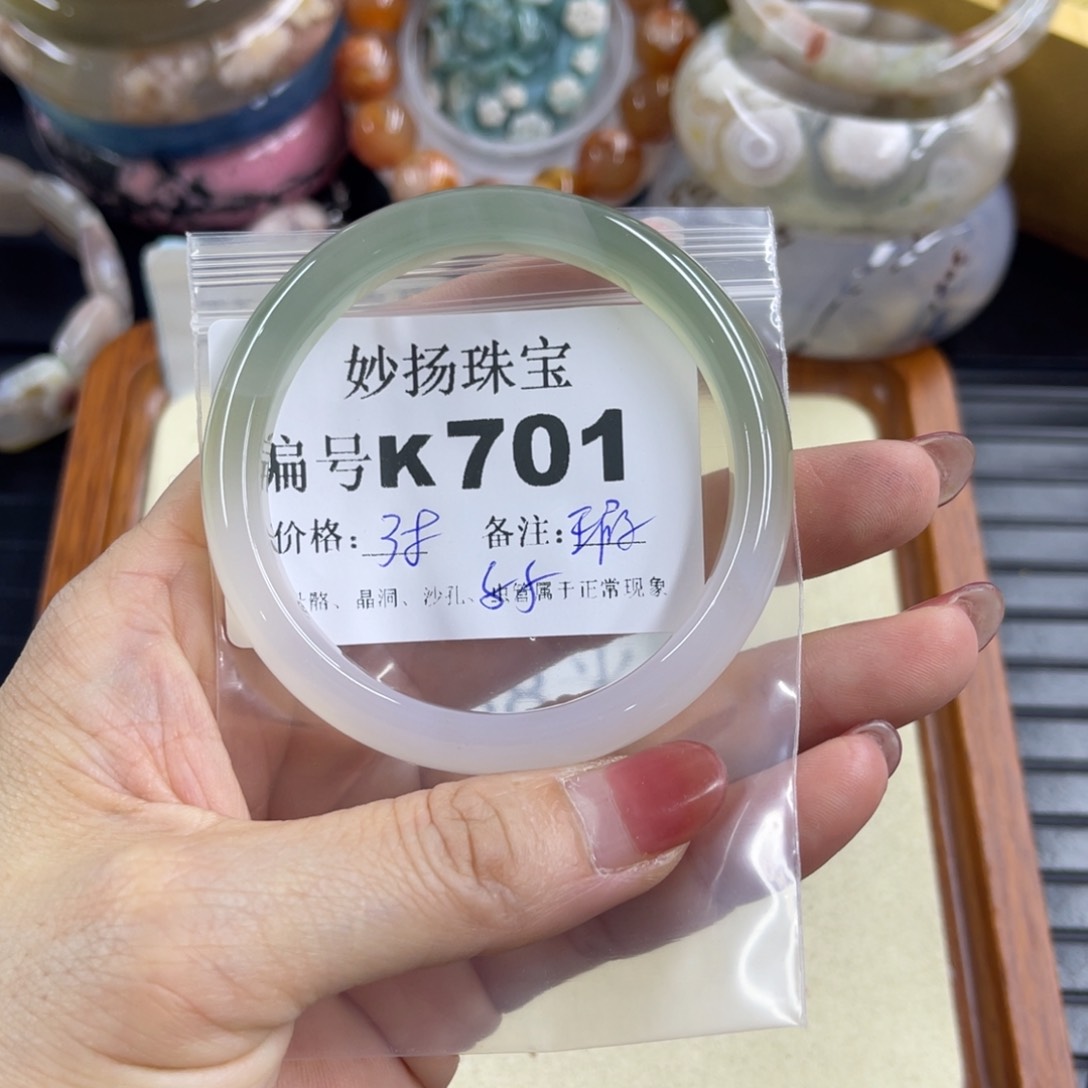 妙扬珠宝
编号K701
价格: 备注:
晶洞、沙孔、 属于正常现象